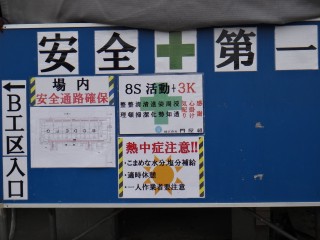 安全+第一
←B工区入口
場内
安全通路確保
8S活動+3K
熱中症注意!!
・こまめな水分,塩分補給
・適時休憩
・一人作業者要注意